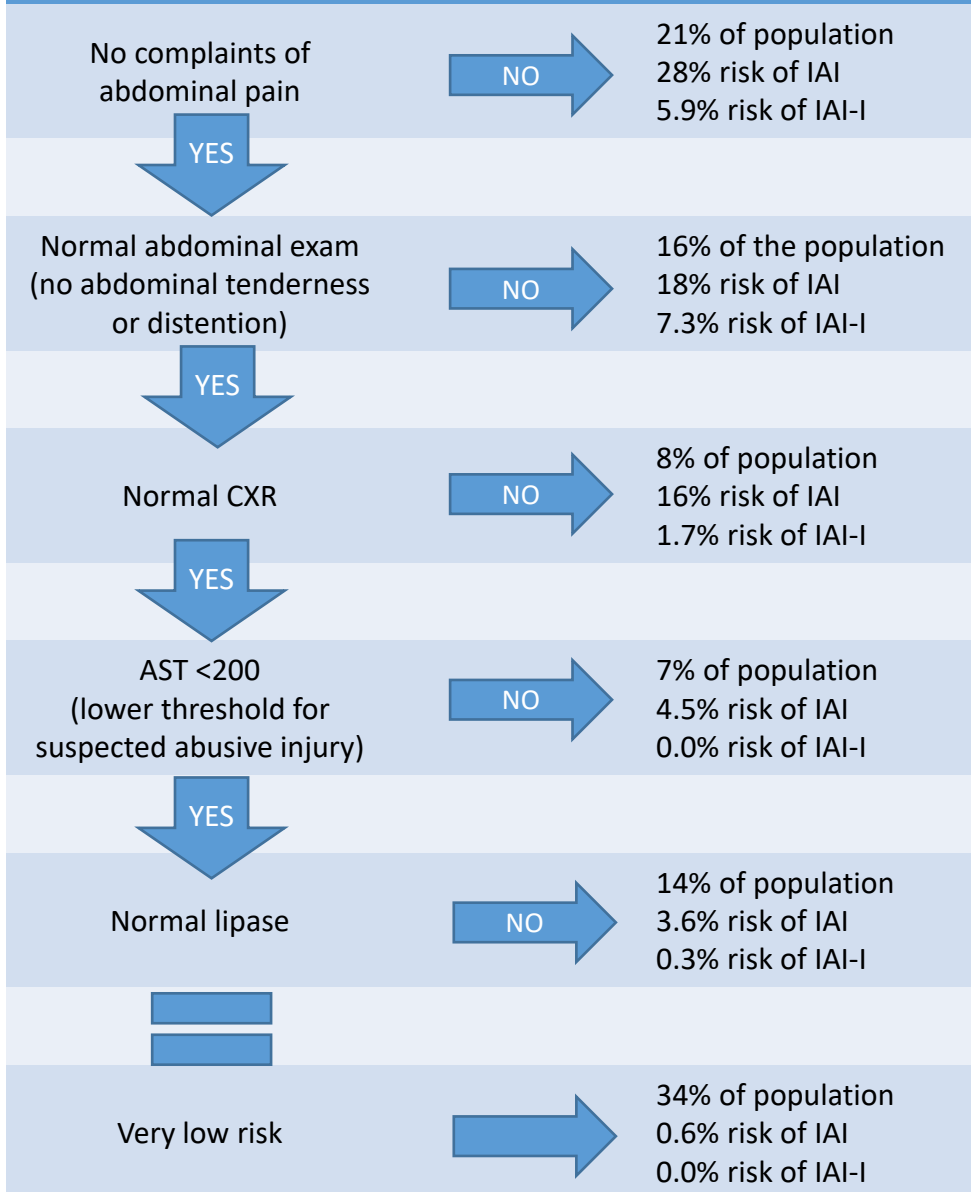 No complaints of
abdominal pain
NO
21% of population
28% risk of IAI
5.9% risk of IAI-I
YES
Normal abdominal exam
(no abdominal tenderness
or distention)
NO
16% of the population
18% risk of IAI
7.3% risk of IAI-I
YES
Normal CXR
NO
8% of population
16% risk of IAI
1.7% risk of IAI-I
YES
AST <200
(lower threshold for
suspected abusive injury)
NO
7% of population
4.5% risk of IAI
0.0% risk of IAI-I
YES
Normal lipase
NO
14% of population
3.6% risk of IAI
0.3% risk of IAI-I
Very low risk
34% of population
0.6% risk of IAI
0.0% risk of IAI-I